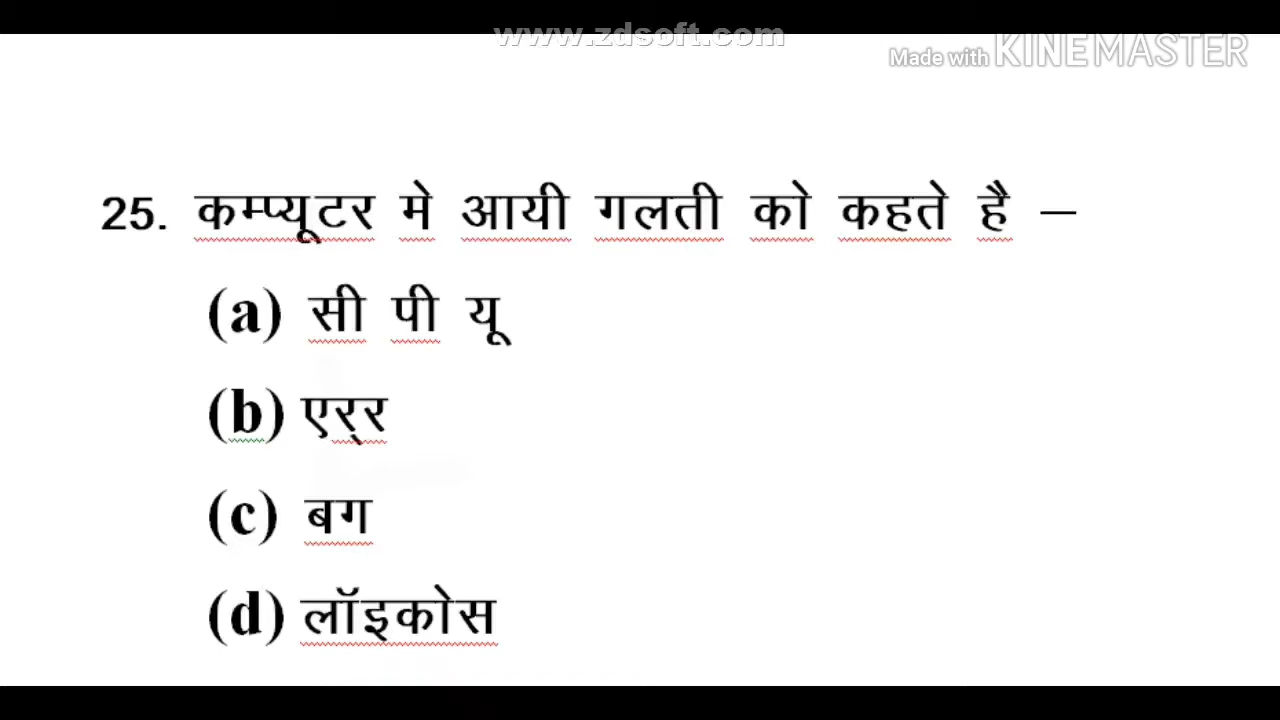 www.zdsoft.com
Made with KINEMASTER
25. कम्प्यूटर मे आयी गलती को कहते है –
(a) सी पी यू
(b) एर्‌र
(c) बग
(d) लॉइकोस